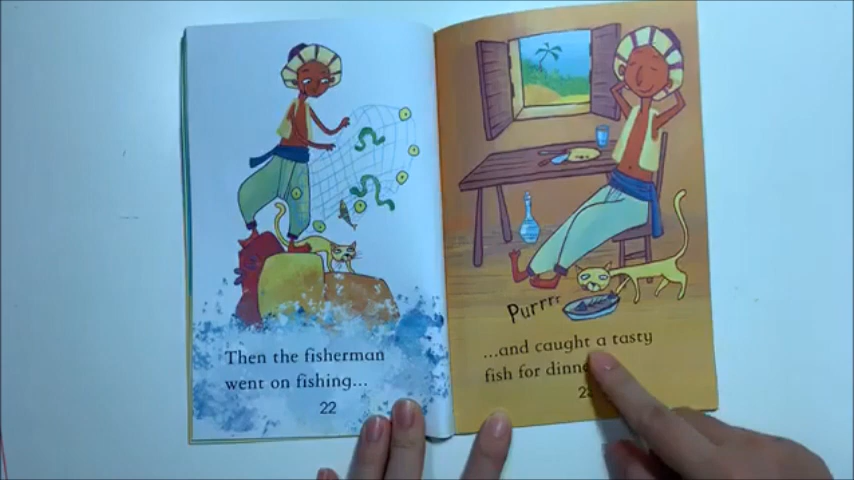 Then the fisherman
went on fishing...
22
Purrrr
...and caught a tasty
fish for